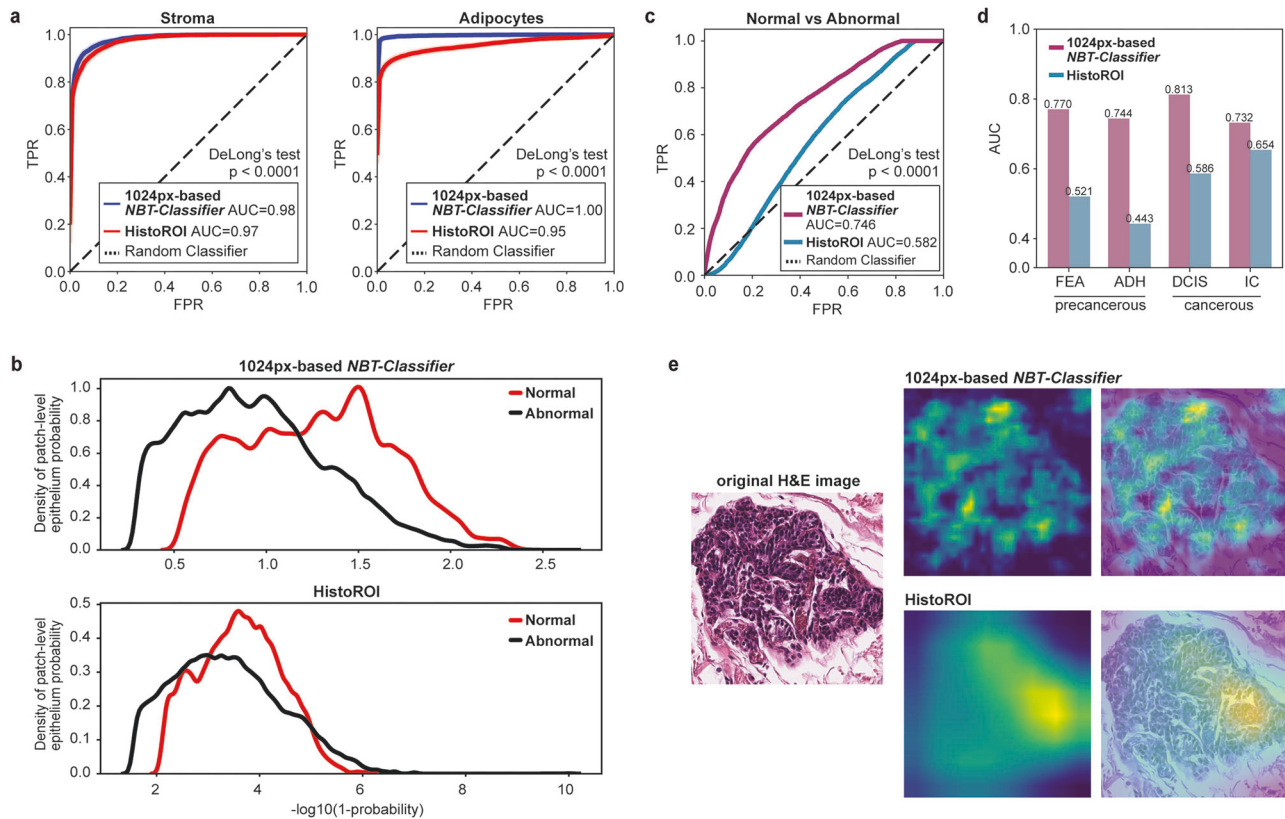 a
Stroma
TPR
1.0
0.8
0.6
0.4
0.2
0.0
0.0 0.2 0.4 0.6 0.8 1.0
FPR
DeLong's test
p < 0.0001
1024px-based
NBT-Classifier AUC=0.98
HistoROI AUC=0.97
Random Classifier
Adipocytes
TPR
1.0
0.8
0.6
0.4
0.2
0.0
0.0 0.2 0.4 0.6 0.8 1.0
FPR
DeLong's test
p < 0.0001
1024px-based
NBT-Classifier AUC=1.00
HistoROI AUC=0.95
Random Classifier
c
Normal vs Abnormal
TPR
1.0
0.8
0.6
0.4
0.2
0.0
0.0 0.2 0.4 0.6 0.8 1.0
FPR
DeLong's test
p < 0.0001
1024px-based
NBT-Classifier
AUC=0.746
HistoROI AUC=0.582
Random Classifier
d
1024px-based
NBT-Classifier
HistoROI
AUC
1.0
0.8
0.4
0.0
0.770
0.521
0.744
0.443
0.813
0.586
0.732
0.654
FEA ADH DCIS IC
precancerous cancerous
b
1024px-based NBT-Classifier
Density of patch-level
epithelium probability
1.0
0.8
0.6
0.4
0.2
0.0
Normal
Abnormal
0.5 1.0 1.5 2.0 2.5
HistoROI
Density of patch-level
epithelium probability
0.5
0.4
0.3
0.2
0.1
0.0
Normal
Abnormal
2 4 6 8 10
-log10(1-probability)
e
1024px-based NBT-Classifier
original H&E image
HistoROI